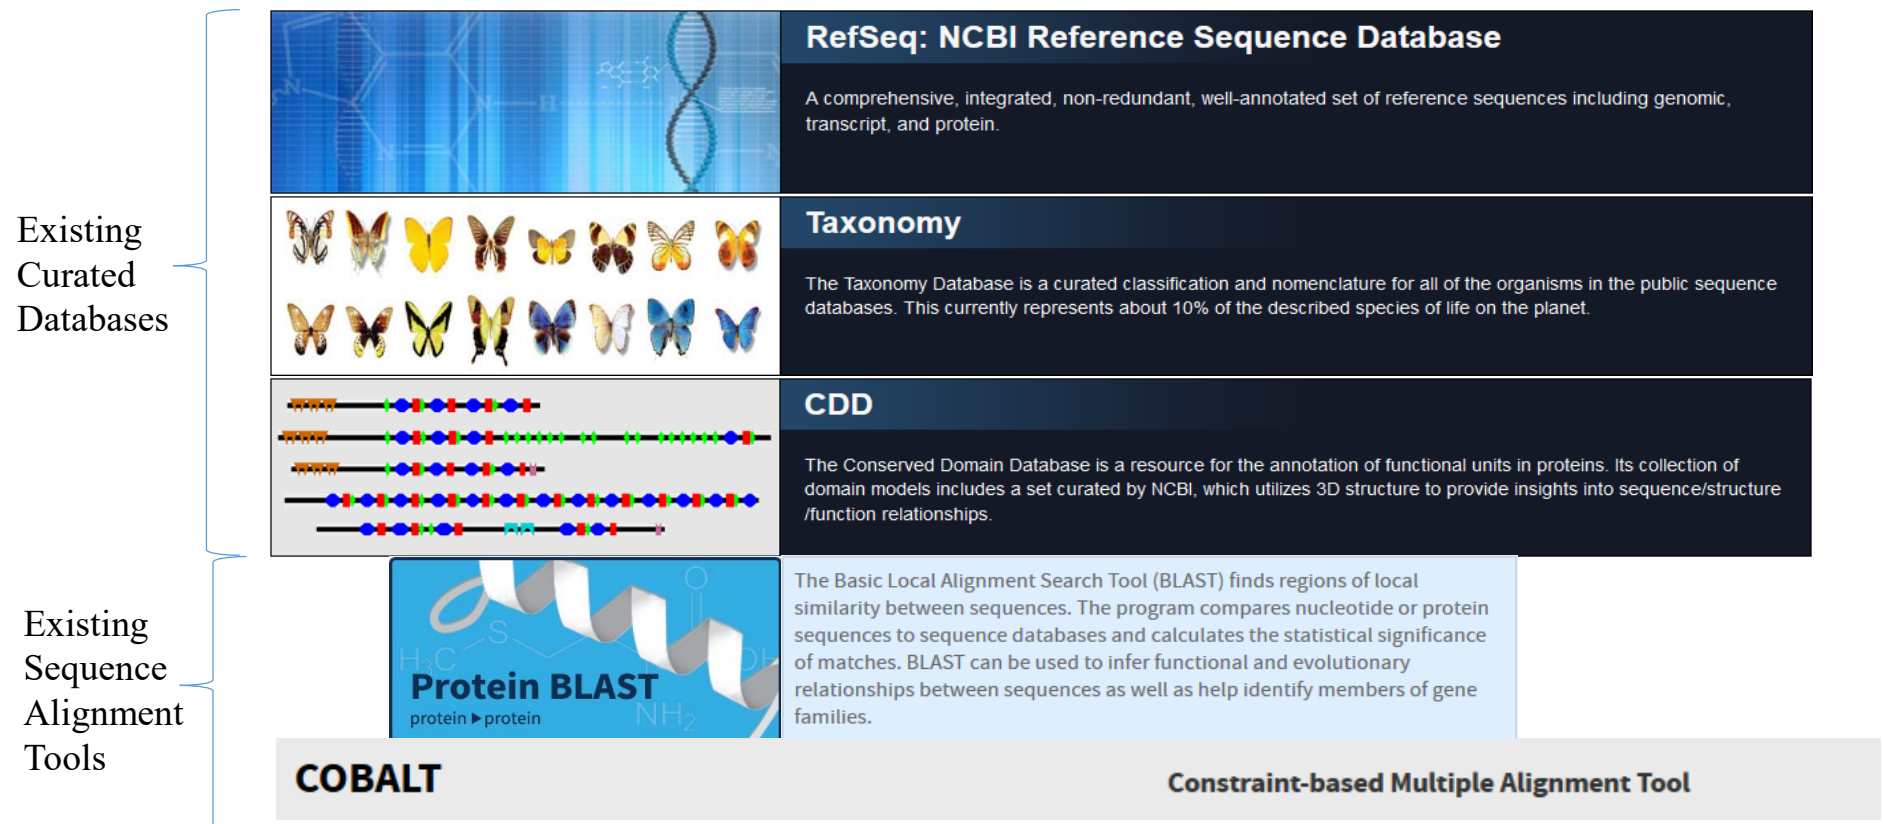 Existing
Curated
Databases
RefSeq: NCBI Reference Sequence Database
A comprehensive, integrated, non-redundant, well-annotated set of reference sequences including genomic,
transcript, and protein.
Taxonomy
The Taxonomy Database is a curated classification and nomenclature for all of the organisms in the public sequence
databases. This currently represents about 10% of the described species of life on the planet.
CDD
The Conserved Domain Database is a resource for the annotation of functional units in proteins. Its collection of
domain models includes a set curated by NCBI, which utilizes 3D structure to provide insights into sequence/structure
/function relationships.
Existing
Sequence
Alignment
Tools
S
O
H₃C
OH
Protein BLAST
protein ▶ protein
NH₂
The Basic Local Alignment Search Tool (BLAST) finds regions of local
similarity between sequences. The program compares nucleotide or protein
sequences to sequence databases and calculates the statistical significance
of matches. BLAST can be used to infer functional and evolutionary
relationships between sequences as well as help identify members of gene
families.
COBALT
Constraint-based Multiple Alignment Tool